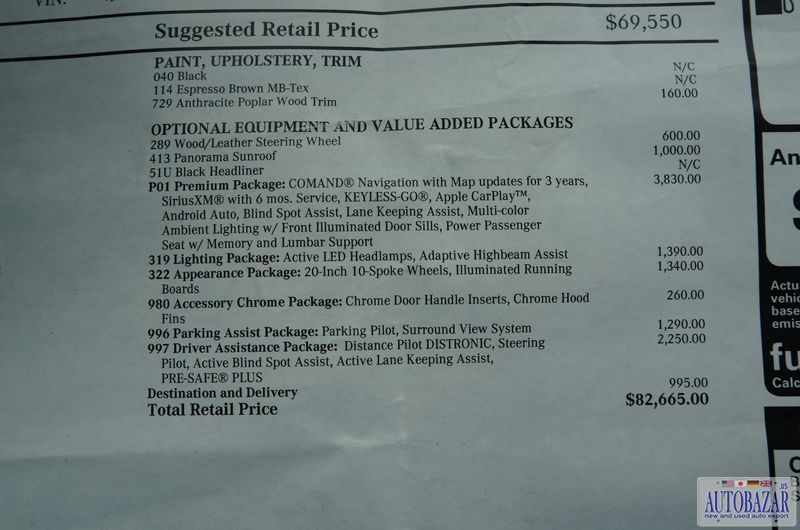 VIN:
Suggested Retail Price $69,550
PAINT, UPHOLSTERY, TRIM
040 Black N/C
114 Espresso Brown MB-Tex N/C
729 Anthracite Poplar Wood Trim 160.00
OPTIONAL EQUIPMENT AND VALUE ADDED PACKAGES
289 Wood/Leather Steering Wheel 600.00
413 Panorama Sunroof 1,000.00
51U Black Headliner N/C
P01 Premium Package: COMAND® Navigation with Map updates for 3 years, 3,830.00
SiriusXM® with 6 mos. Service, KEYLESS-GO®, Apple CarPlay™,
Android Auto, Blind Spot Assist, Lane Keeping Assist, Multi-color
Ambient Lighting w/ Front Illuminated Door Sills, Power Passenger
Seat w/ Memory and Lumbar Support
319 Lighting Package: Active LED Headlamps, Adaptive Highbeam Assist 1,390.00
322 Appearance Package: 20-Inch 10-Spoke Wheels, Illuminated Running 1,340.00
Boards
980 Accessory Chrome Package: Chrome Door Handle Inserts, Chrome Hood 260.00
Fins
996 Parking Assist Package: Parking Pilot, Surround View System 1,290.00
997 Driver Assistance Package: Distance Pilot DISTRONIC, Steering 2,250.00
Pilot, Active Blind Spot Assist, Active Lane Keeping Assist,
PRE-SAFE® PLUS
Destination and Delivery 995.00
Total Retail Price $82,665.00
An
$
Actu
vehic
base
emis
fu
Calc
AUTOBAZAR.us
new and used auto export